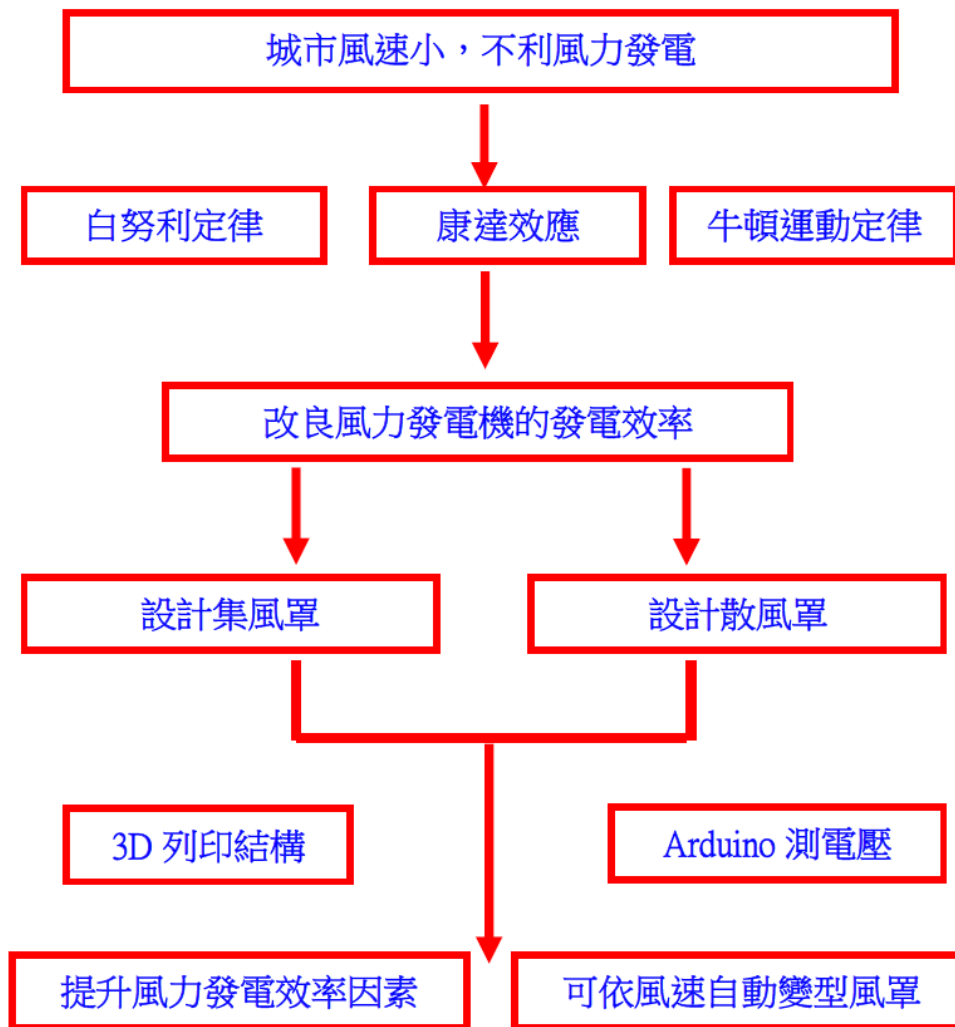 城市風速小，不利風力發電
白努利定律
康達效應
牛頓運動定律
改良風力發電機的發電效率
設計集風罩
設計散風罩
3D 列印結構
Arduino 測電壓
提升風力發電效率因素
可依風速自動變型風罩